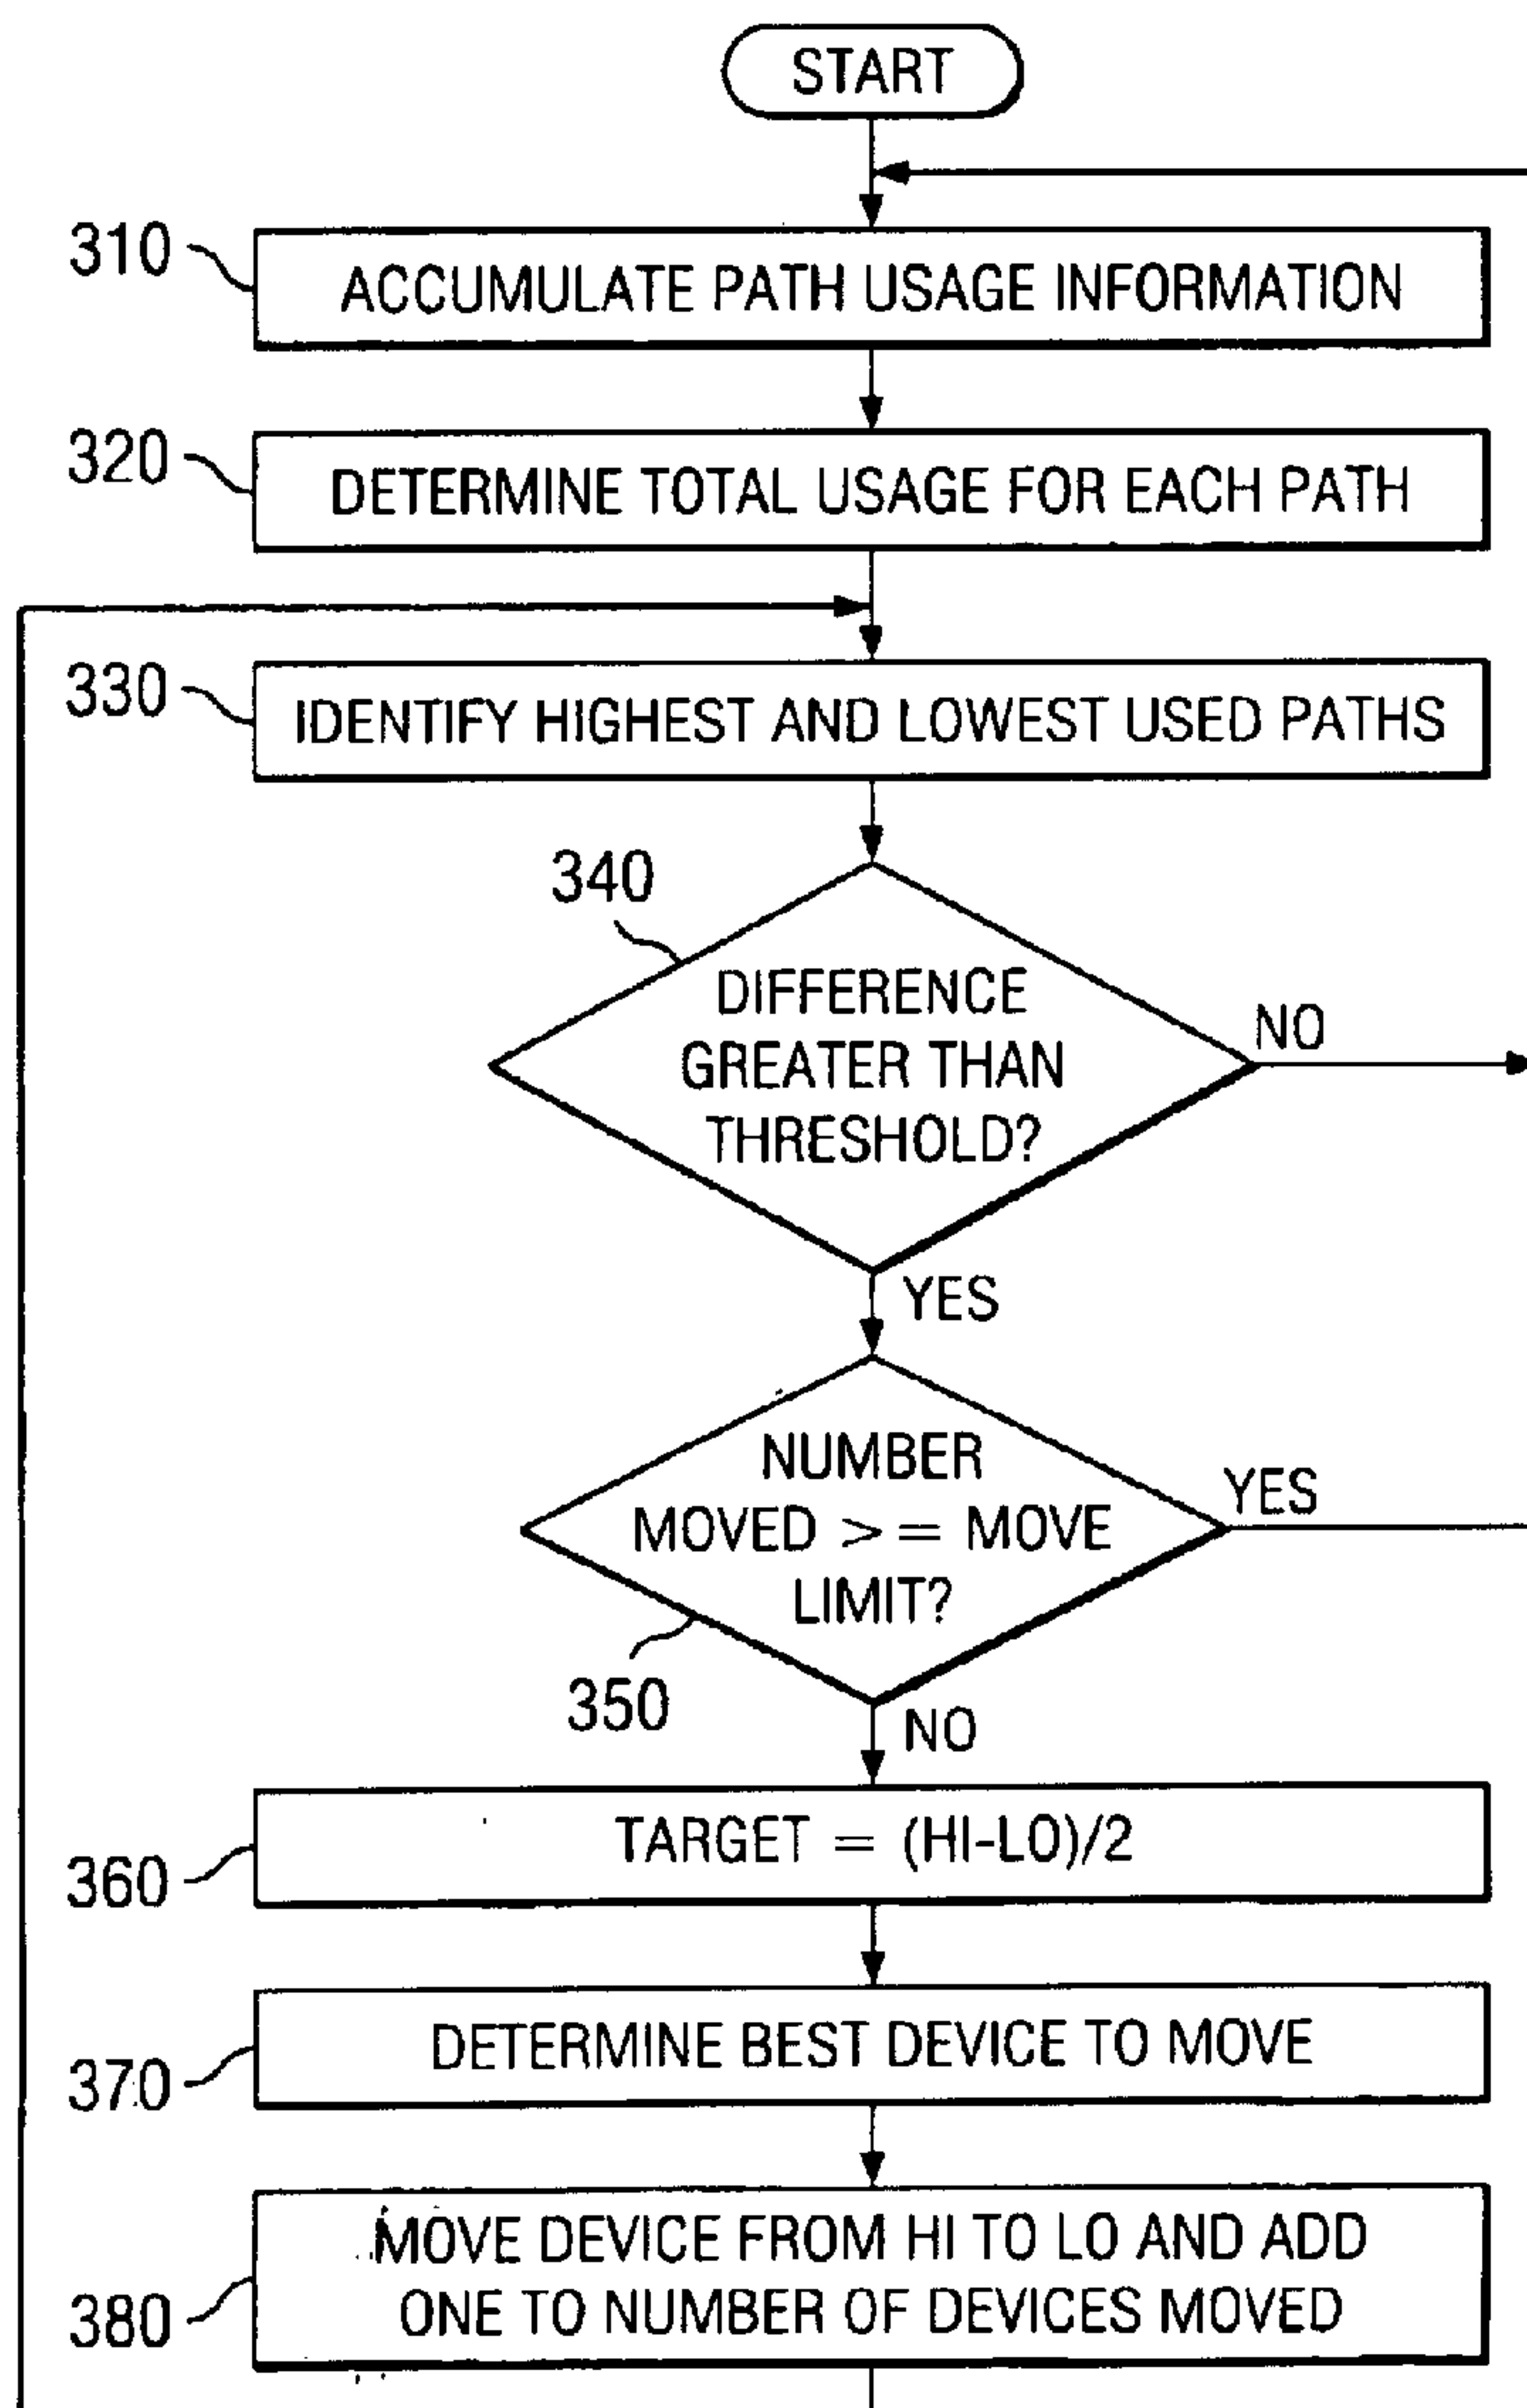 START
310
ACCUMULATE PATH USAGE INFORMATION
320
DETERMINE TOTAL USAGE FOR EACH PATH
330
IDENTIFY HIGHEST AND LOWEST USED PATHS
340
DIFFERENCE
GREATER THAN
THRESHOLD?
NO
YES
NUMBER
MOVED >= MOVE
LIMIT?
YES
350
NO
TARGET = (HI-LO)/2
360
DETERMINE BEST DEVICE TO MOVE
370
MOVE DEVICE FROM HI TO LO AND ADD
ONE TO NUMBER OF DEVICES MOVED
380